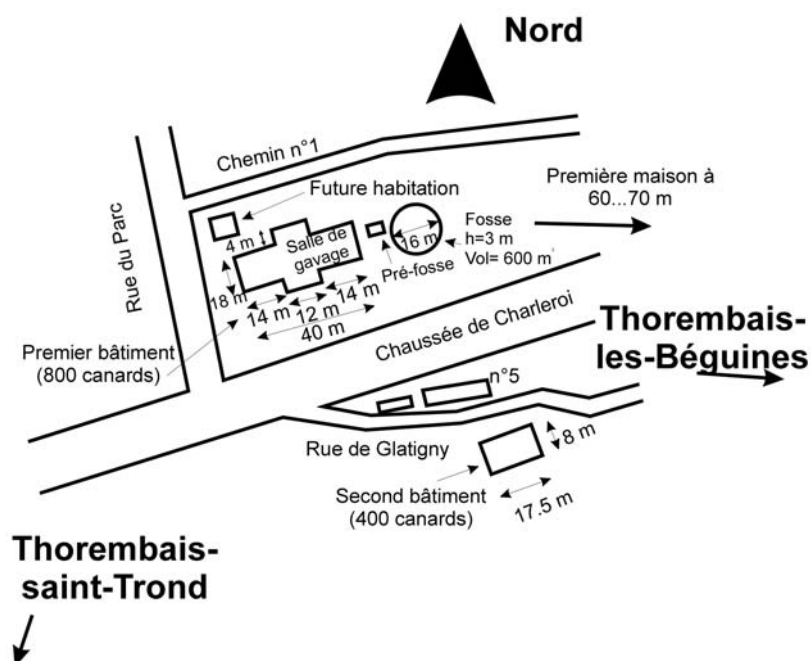 Nord
Chemin n°1
Rue du Parc
Future habitation
Première maison à
60...70 m
4 m
Salle de
gavage
16 m
Fosse
h=3 m
Vol= 600 m³
Pré-fosse
18 m
14 m
12 m
14 m
40 m
Premier bâtiment
(800 canards)
Chaussée de Charleroi
Thorembais-
les-Béguines
n°5
Rue de Glatigny
8 m
Second bâtiment
(400 canards)
17.5 m
Thorembais-
saint-Trond